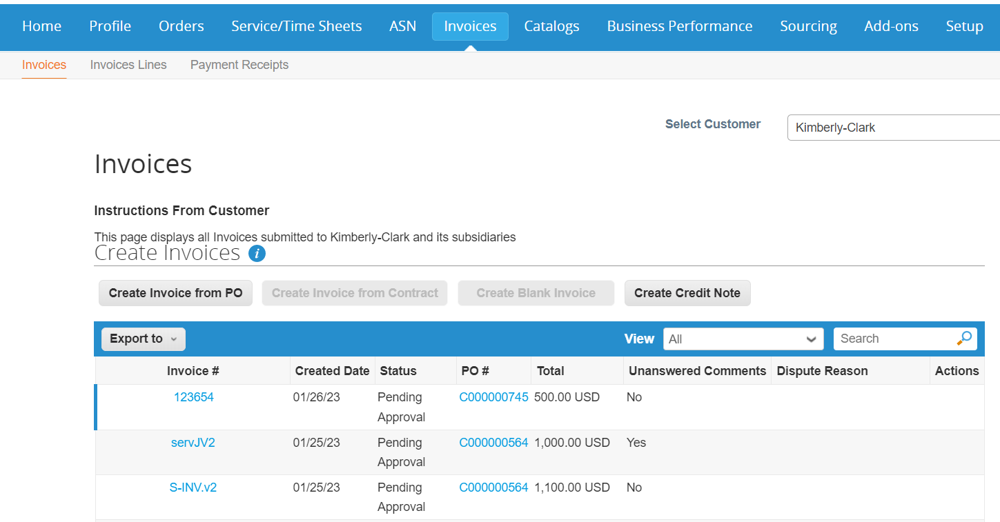 Home Profile Orders Service/Time Sheets ASN Invoices Catalogs Business Performance Sourcing Add-ons Setup
Invoices Invoices Lines Payment Receipts
Select Customer Kimberly-Clark
Invoices
Instructions From Customer
This page displays all Invoices submitted to Kimberly-Clark and its subsidiaries
Create Invoices i
Create Invoice from PO Create Invoice from Contract Create Blank Invoice Create Credit Note
Export to View All Search
Invoice # Created Date Status PO # Total Unanswered Comments Dispute Reason Actions
123654 01/26/23 Pending C000000745 500.00 USD No
Approval
servJV2 01/25/23 Pending C000000564 1,000.00 USD Yes
Approval
S-INV.v2 01/25/23 Pending C000000564 1,100.00 USD No
Approval